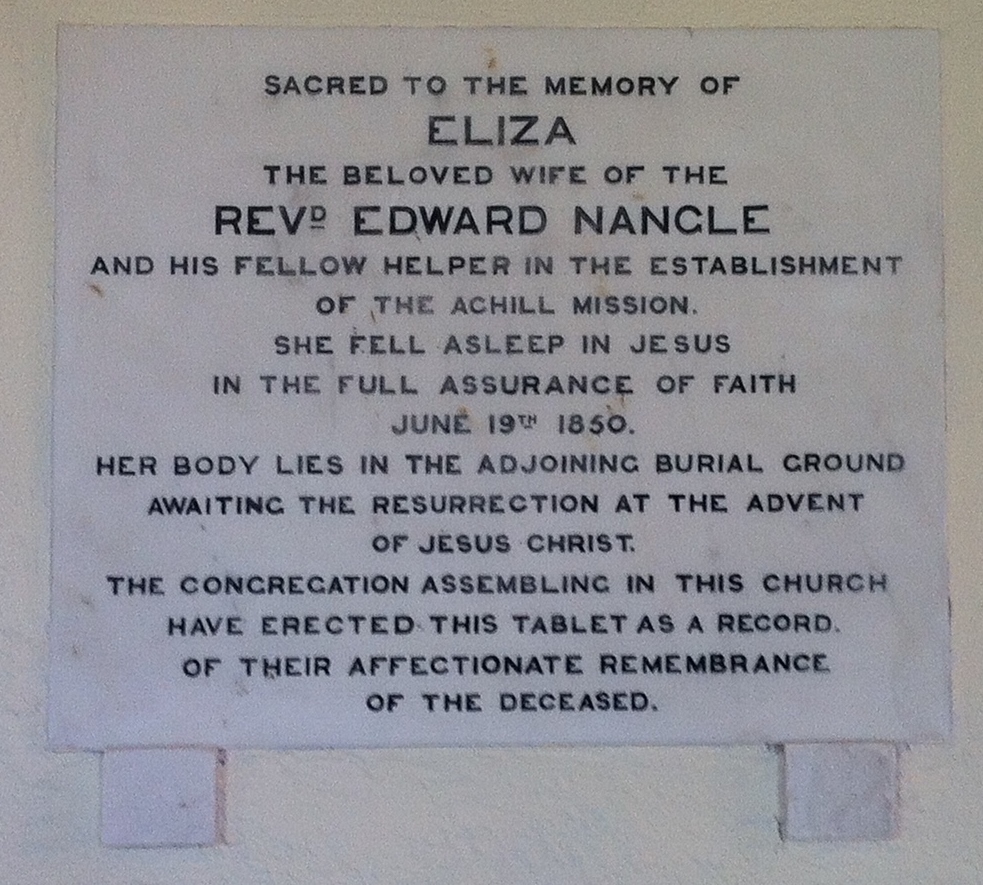 SACRED TO THE MEMORY OF
ELIZA
THE BELOVED WIFE OF THE
REVD EDWARD NANGLE
AND HIS FELLOW HELPER IN THE ESTABLISHMENT
OF THE ACHILL MISSION.
SHE FELL ASLEEP IN JESUS
IN THE FULL ASSURANCE OF FAITH
JUNE 19TH 1850.
HER BODY LIES IN THE ADJOINING BURIAL GROUND
AWAITING THE RESURRECTION AT THE ADVENT
OF JESUS CHRIST.
THE CONGREGATION ASSEMBLING IN THIS CHURCH
HAVE ERECTED THIS TABLET AS A RECORD.
OF THEIR AFFECTIONATE REMEMBRANCE
OF THE DECEASED.